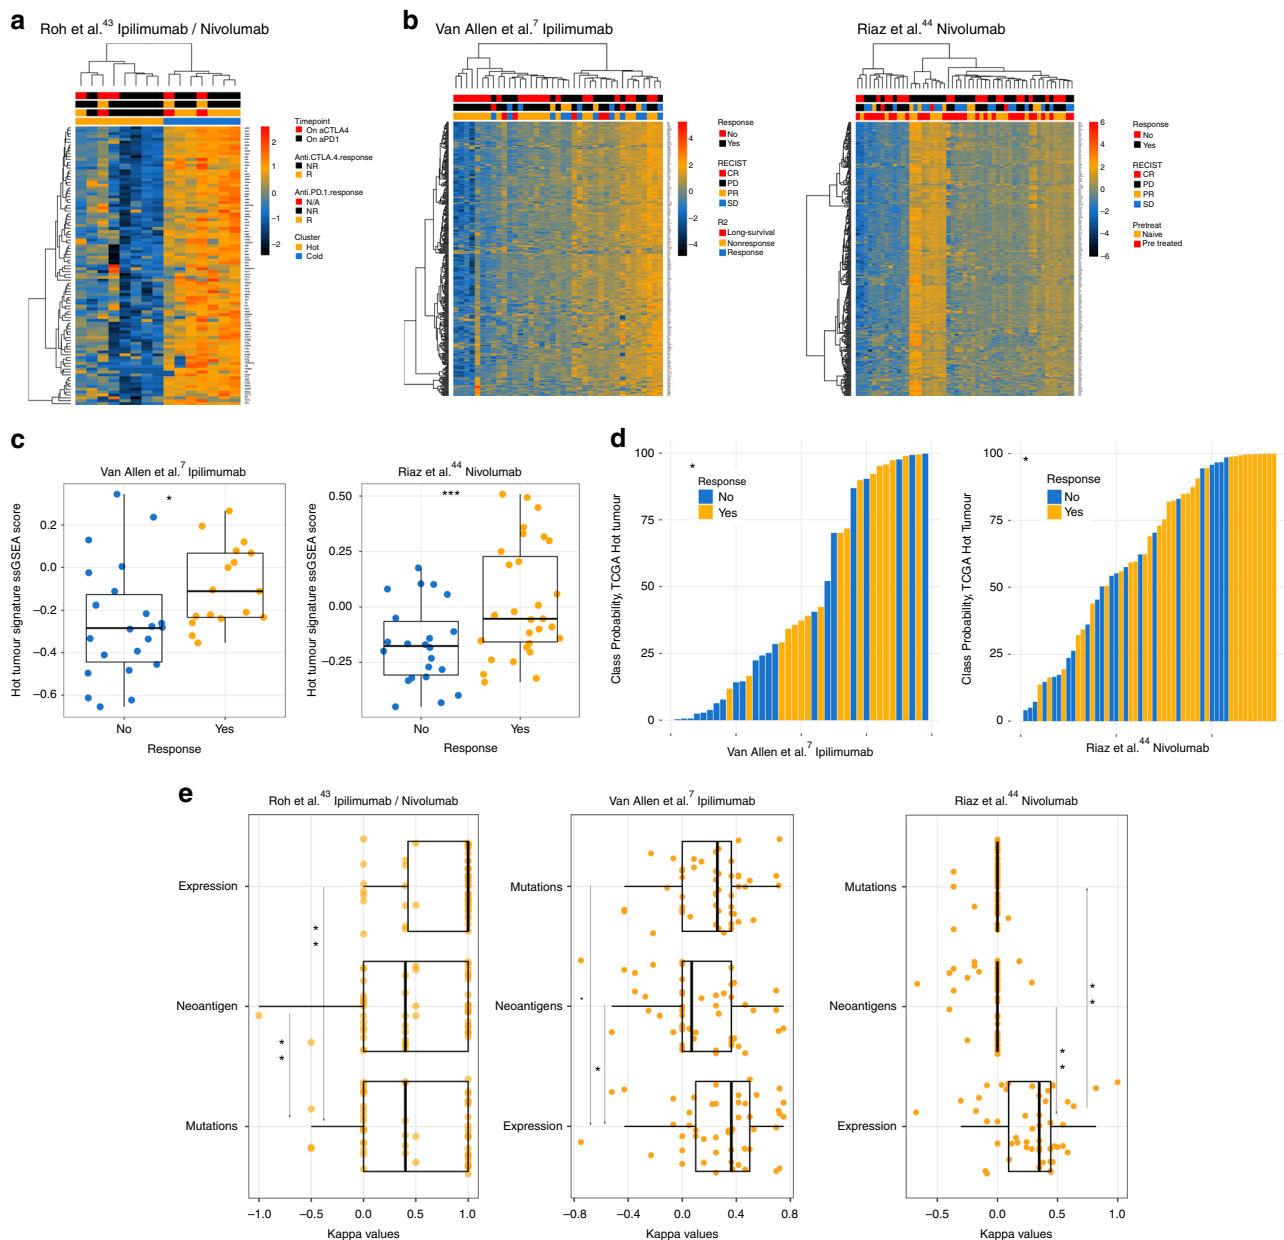 a
Roh et al.43 Ipilimumab / Nivolumab
Timepoint
On aCTLA4
On aPD1
Anti.CTLA.4.response
NR
R
Anti.PD.1.response
N/A
NR
R
Cluster
Hot
Cold
2
1
0
−1
−2
b
Van Allen et al.7 Ipilimumab
4
2
0
−2
−4
Response
No
Yes
RECIST
CR
PD
PR
SD
R2
Long-survival
Nonresponse
Response
Riaz et al.44 Nivolumab
6
4
2
0
−2
−4
−6
Response
No
Yes
RECIST
CR
PD
PR
SD
Pretreat
Naive
Pre treated
c
Van Allen et al.7 Ipilimumab
Hot tumour signature ssGSEA score
0.2
0.0
−0.2
−0.4
−0.6
*
No
Yes
Response
Riaz et al.44 Nivolumab
Hot tumour signature ssGSEA score
0.50
0.25
0.00
−0.25
***
No
Yes
Response
d
Class Probability, TCGA Hot tumour
100
75
50
25
0
*
Response
No
Yes
Van Allen et al.7 Ipilimumab
Class Probability, TCGA Hot Tumour
100
75
50
25
0
*
Response
No
Yes
Riaz et al.44 Nivolumab
e
Roh et al.43 Ipilimumab / Nivolumab
Expression
Neoantigen
Mutations
*
*
*
*
−1.0 −0.5 0.0 0.5 1.0
Kappa values
Van Allen et al.7 Ipilimumab
Mutations
Neoantigens
Expression
*
*
−0.8 −0.4 0.0 0.4 0.8
Kappa values
Riaz et al.44 Nivolumab
Mutations
Neoantigens
Expression
*
*
*
*
−0.5 0.0 0.5 1.0
Kappa values